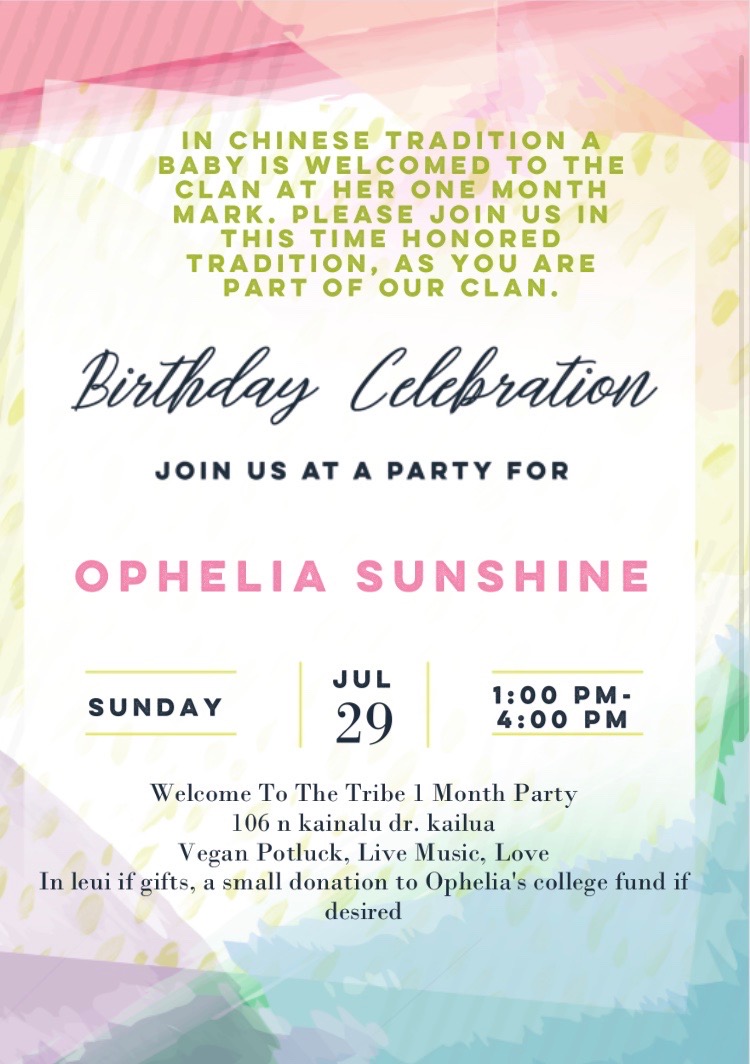 IN CHINESE TRADITION A
BABY IS WELCOMED TO THE
CLAN AT HER ONE MONTH
MARK. PLEASE JOIN US IN
THIS TIME HONORED
TRADITION, AS YOU ARE
PART OF OUR CLAN.
Birthday Celebration
JOIN US AT A PARTY FOR
OPHELIA SUNSHINE
SUNDAY
JUL
29
1:00 PM-
4:00 PM
Welcome To The Tribe 1 Month Party
106 n kainalu dr. kailua
Vegan Potluck, Live Music, Love
In leui if gifts, a small donation to Ophelia's college fund if
desired